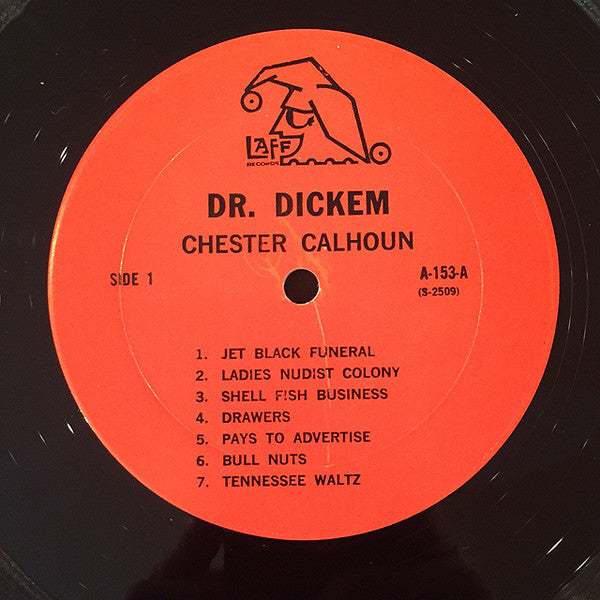 LAFF
RECORDS
DR. DICKEM
CHESTER CALHOUN
SIDE 1
A-153-A
(S-2509)
1. JET BLACK FUNERAL
2. LADIES NUDIST COLONY
3. SHELL FISH BUSINESS
4. DRAWERS
5. PAYS TO ADVERTISE
6. BULL NUTS
7. TENNESSEE WALTZ